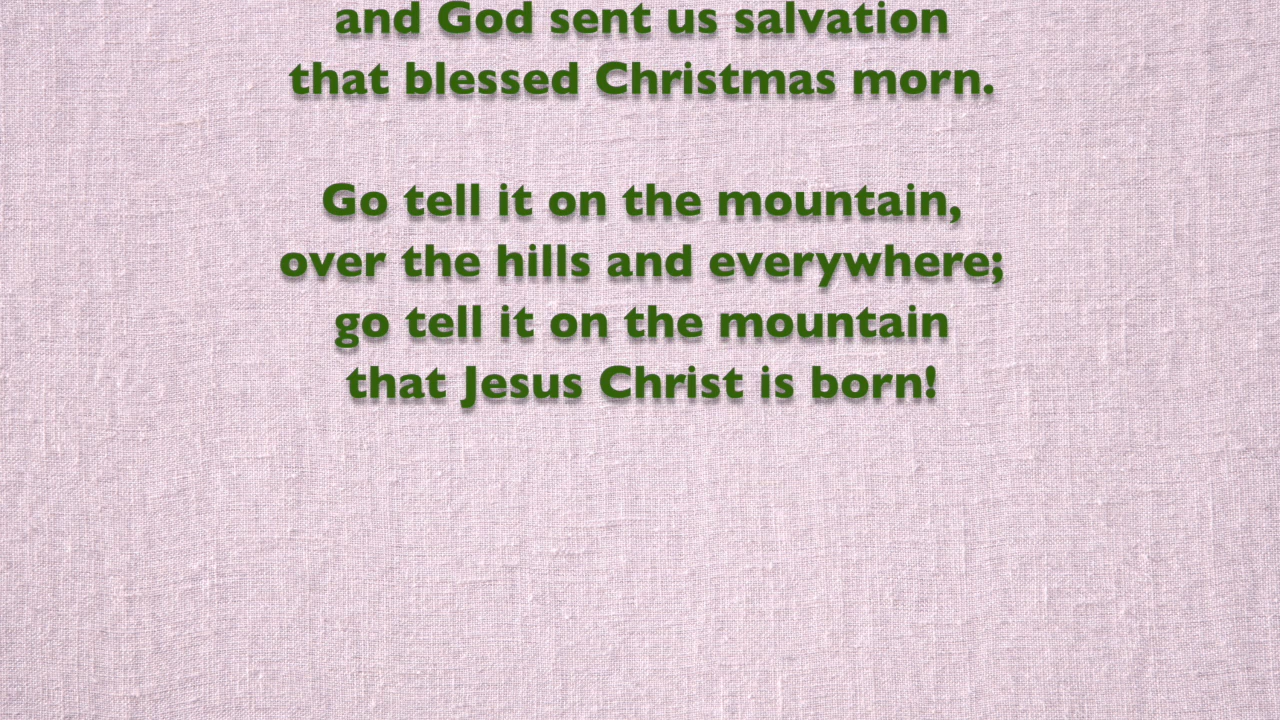 and God sent us salvation
that blessed Christmas morn.
Go tell it on the mountain,
over the hills and everywhere;
go tell it on the mountain
that Jesus Christ is born!